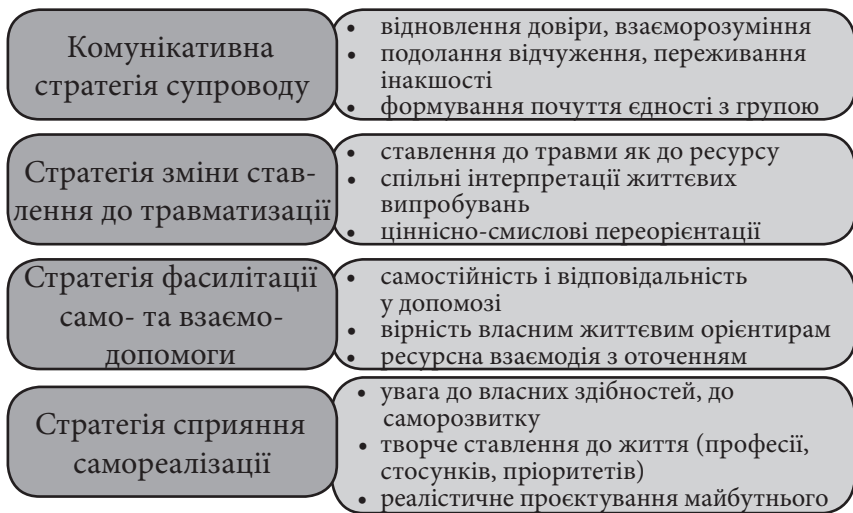 Комунікативна
стратегія супроводу
• відновлення довіри, взаєморозуміння
• подолання відчуження, переживання
інакшості
• формування почуття єдності з групою
Стратегія зміни став-
лення до травматизації
• ставлення до травми як до ресурсу
• спільні інтерпретації життєвих
випробувань
• ціннісно-смислові переорієнтації
Стратегія фасилітації
само- та взаємо-
допомоги
• самостійність і відповідальність
у допомозі
• вірність власним життєвим орієнтирам
• ресурсна взаємодія з оточенням
Стратегія сприяння
самореалізації
• увага до власних здібностей, до
саморозвитку
• творче ставлення до життя (професії,
стосунків, пріоритетів)
• реалістичне проєктування майбутнього